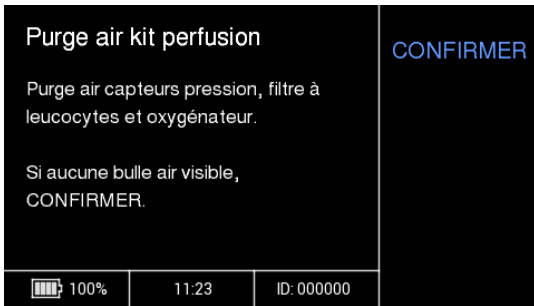 Purge air kit perfusion
CONFIRMER
Purge air capteurs pression, filtre à
leucocytes et oxygénateur.
Si aucune bulle air visible,
CONFIRMER.
100%
11:23
ID: 000000